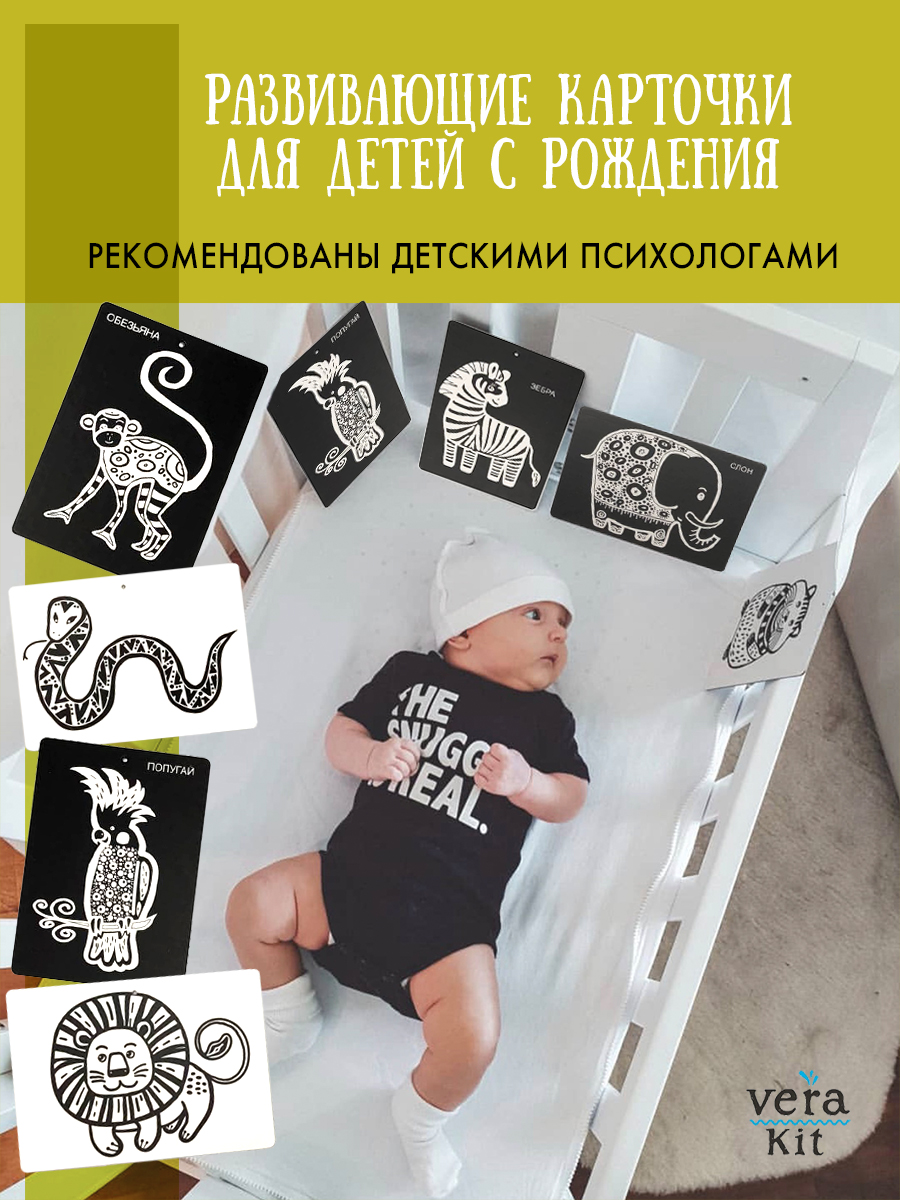 РАЗВИВАЮЩИЕ КАРТОЧКИ
ДЛЯ ДЕТЕЙ С РОЖДЕНИЯ
РЕКОМЕНДОВАНЫ ДЕТСКИМИ ПСИХОЛОГАМИ
ОБЕЗЬЯНА
ПОПУГАЙ
ЗЕБРА
СЛОН
THE
SNUGG
REAL.
ПОПУГАЙ
vera
Kit